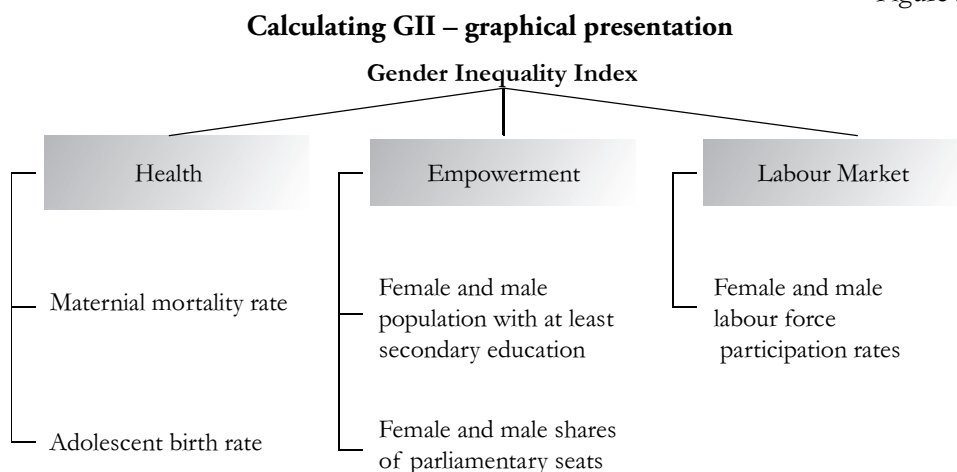 Figure
Calculating GII – graphical presentation
Gender Inequality Index
Health
Empowerment
Labour Market
Maternial mortality rate
Female and male
population with at least
secondary education
Female and male
labour force
participation rates
Adolescent birth rate
Female and male shares
of parliamentary seats